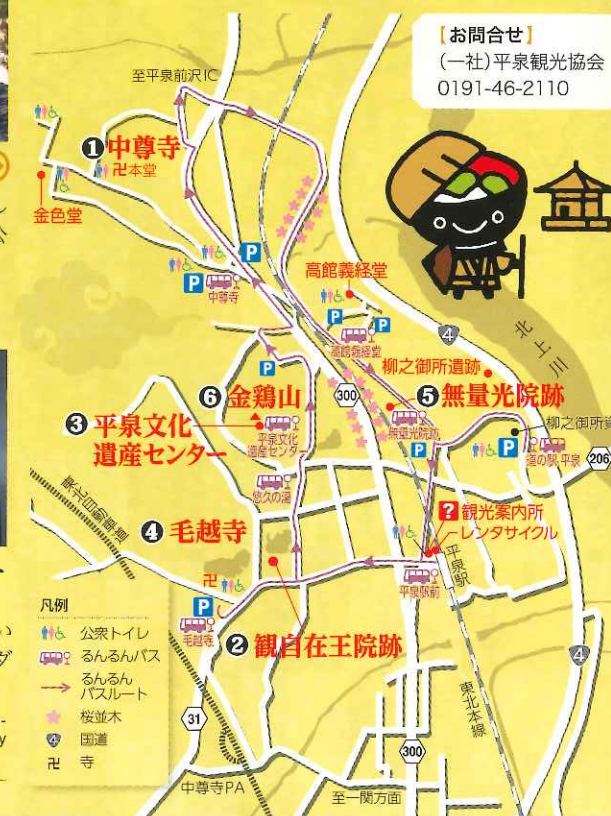 【お問合せ】
(一社)平泉観光協会
0191-46-2110
至平泉前沢IC
❶中尊寺
卍本堂
金色堂
P
P
中尊寺
高館義経堂
P
P
高館義経堂
4
北上川
柳之御所遺跡
P
❻金鶏山
300
❺無量光院跡
❸平泉文化
遺産センター
平泉文化
遺産センター
無量光院跡
P
柳之御所資
P
道の駅 平泉
206
悠久の湯
東北自動車道
❹毛越寺
? 観光案内所
レンタサイクル
平泉駅
平泉駅前
卍
P
毛越寺
❷観自在王院跡
凡例
公衆トイレ
るんるんバス
るんるん
バスルート
桜並木
4 国道
卍 寺
31
300
4
東北本線
中尊寺PA
至一関方面
い
ダ
y